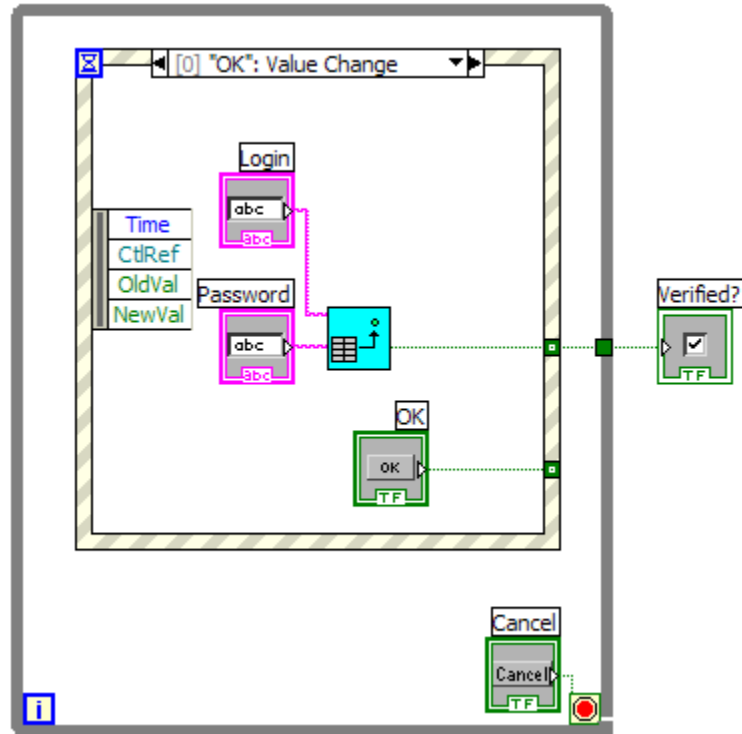 [0] "OK": Value Change
Login
abc
abc
Time
CtlRef
OldVal
NewVal
Password
abc
abc
Verified?
TF
OK
OK
TF
Cancel
Cancel
TF
i